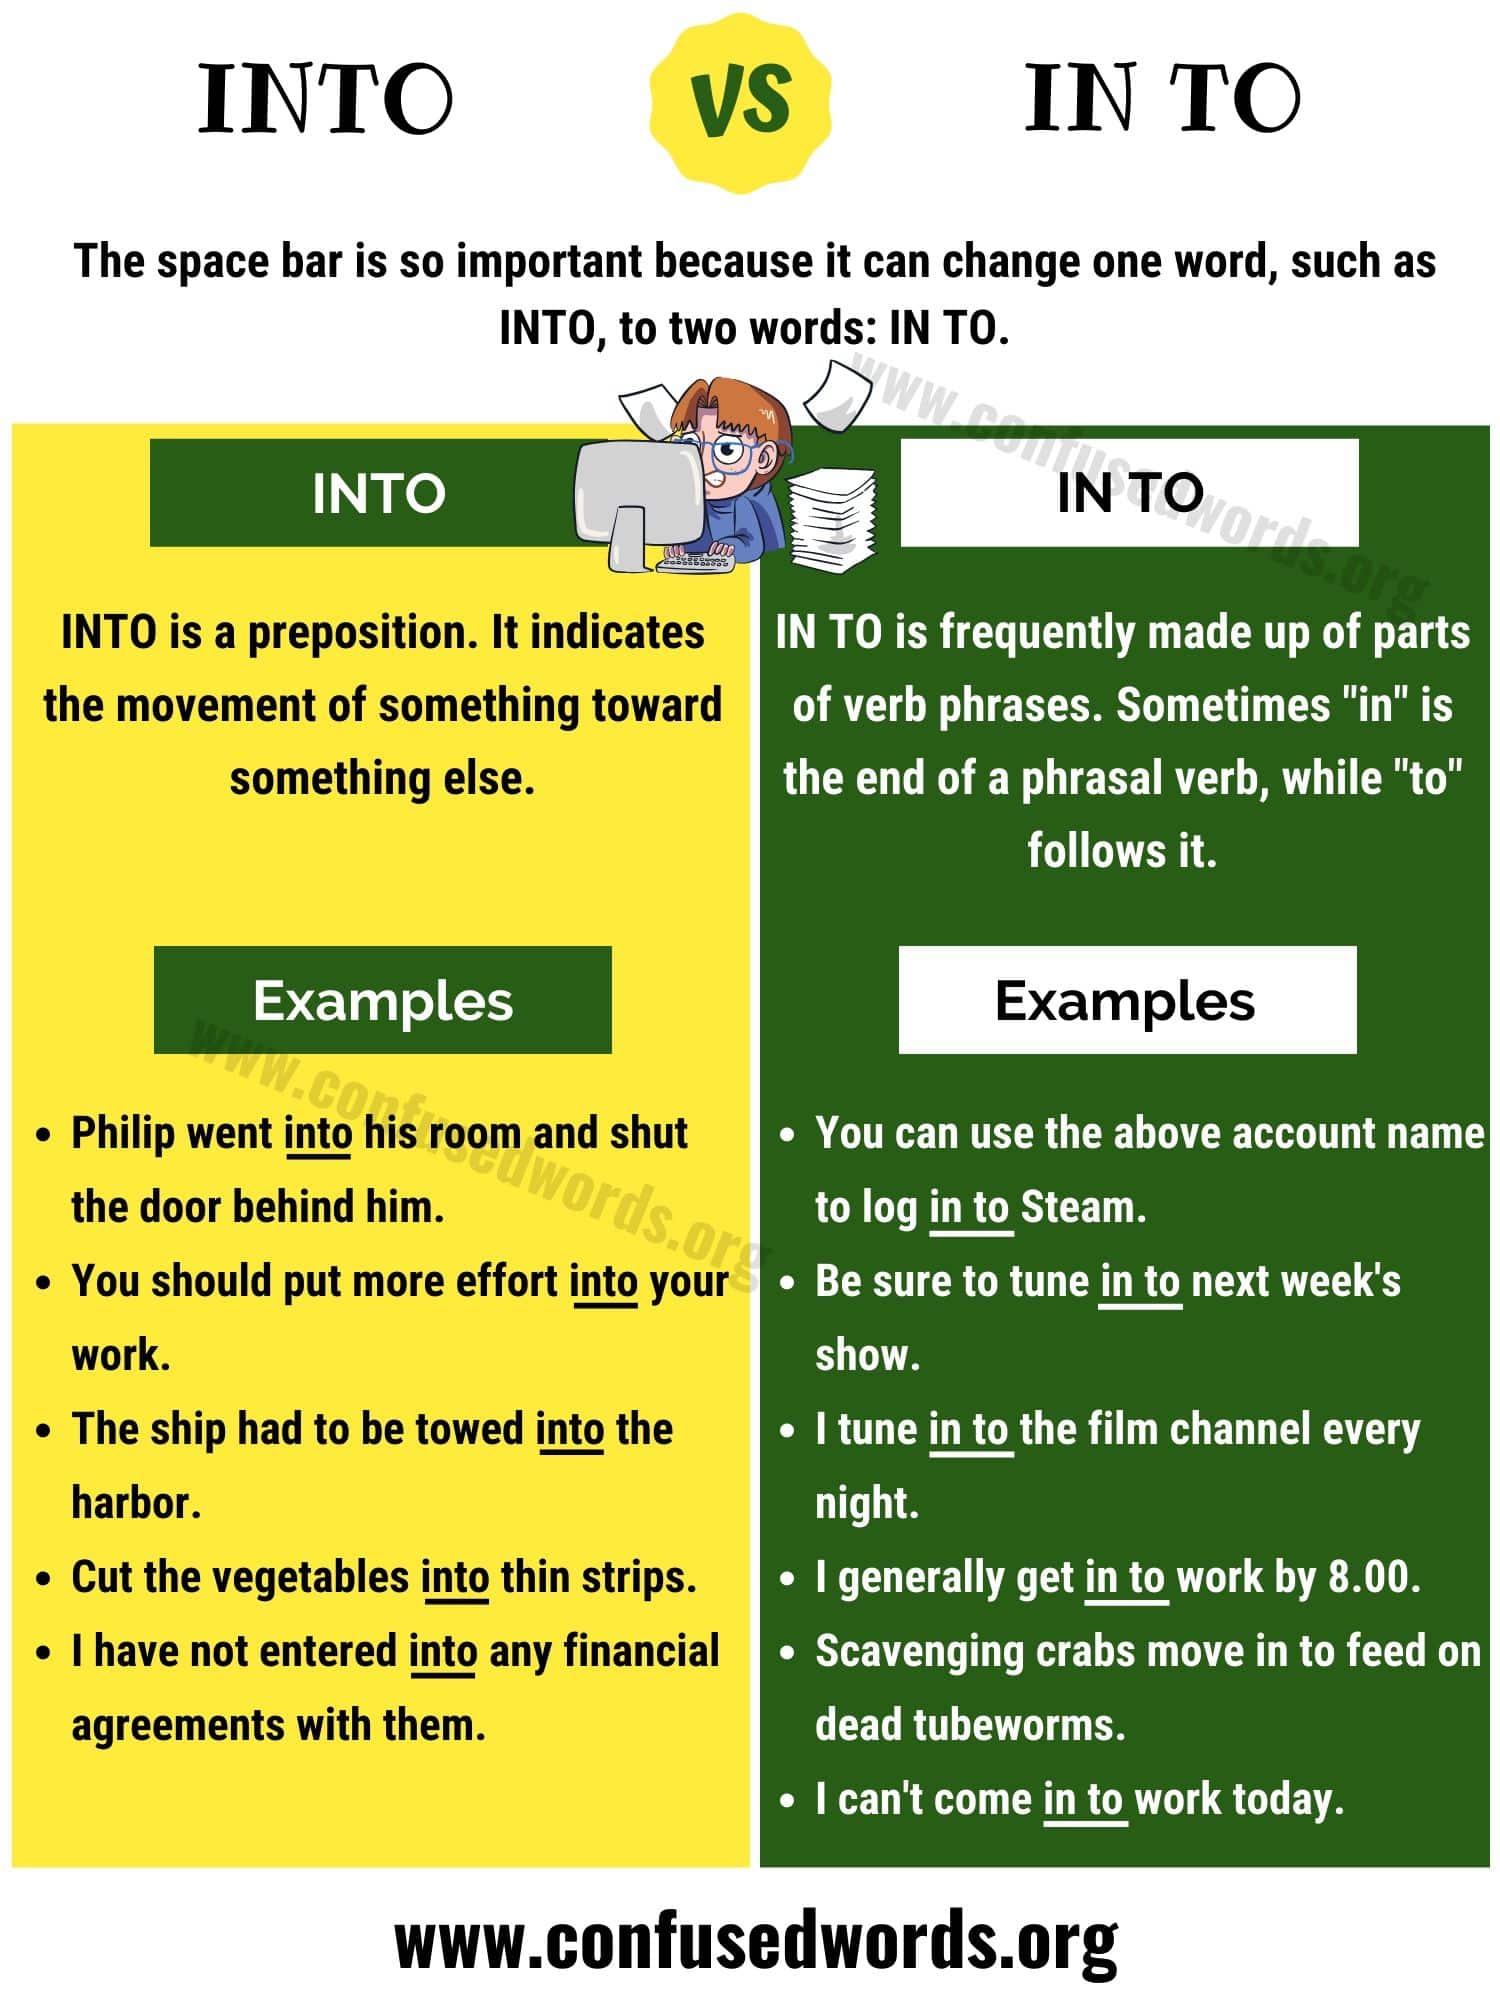 INTO
VS
IN TO
The space bar is so important because it can change one word, such as
INTO, to two words: IN TO.
www.confusedwords.org
INTO
INTO is a preposition. It indicates
the movement of something toward
something else.
Examples
www.confusedwords.org
• Philip went into his room and shut
the door behind him.
• You should put more effort into your
work.
• The ship had to be towed into the
harbor.
• Cut the vegetables into thin strips.
• I have not entered into any financial
agreements with them.
IN TO
IN TO is frequently made up of parts
of verb phrases. Sometimes "in" is
the end of a phrasal verb, while "to"
follows it.
Examples
• You can use the above account name
to log in to Steam.
• Be sure to tune in to next week's
show.
• I tune in to the film channel every
night.
• I generally get in to work by 8.00.
• Scavenging crabs move in to feed on
dead tubeworms.
• I can't come in to work today.
www.confusedwords.org